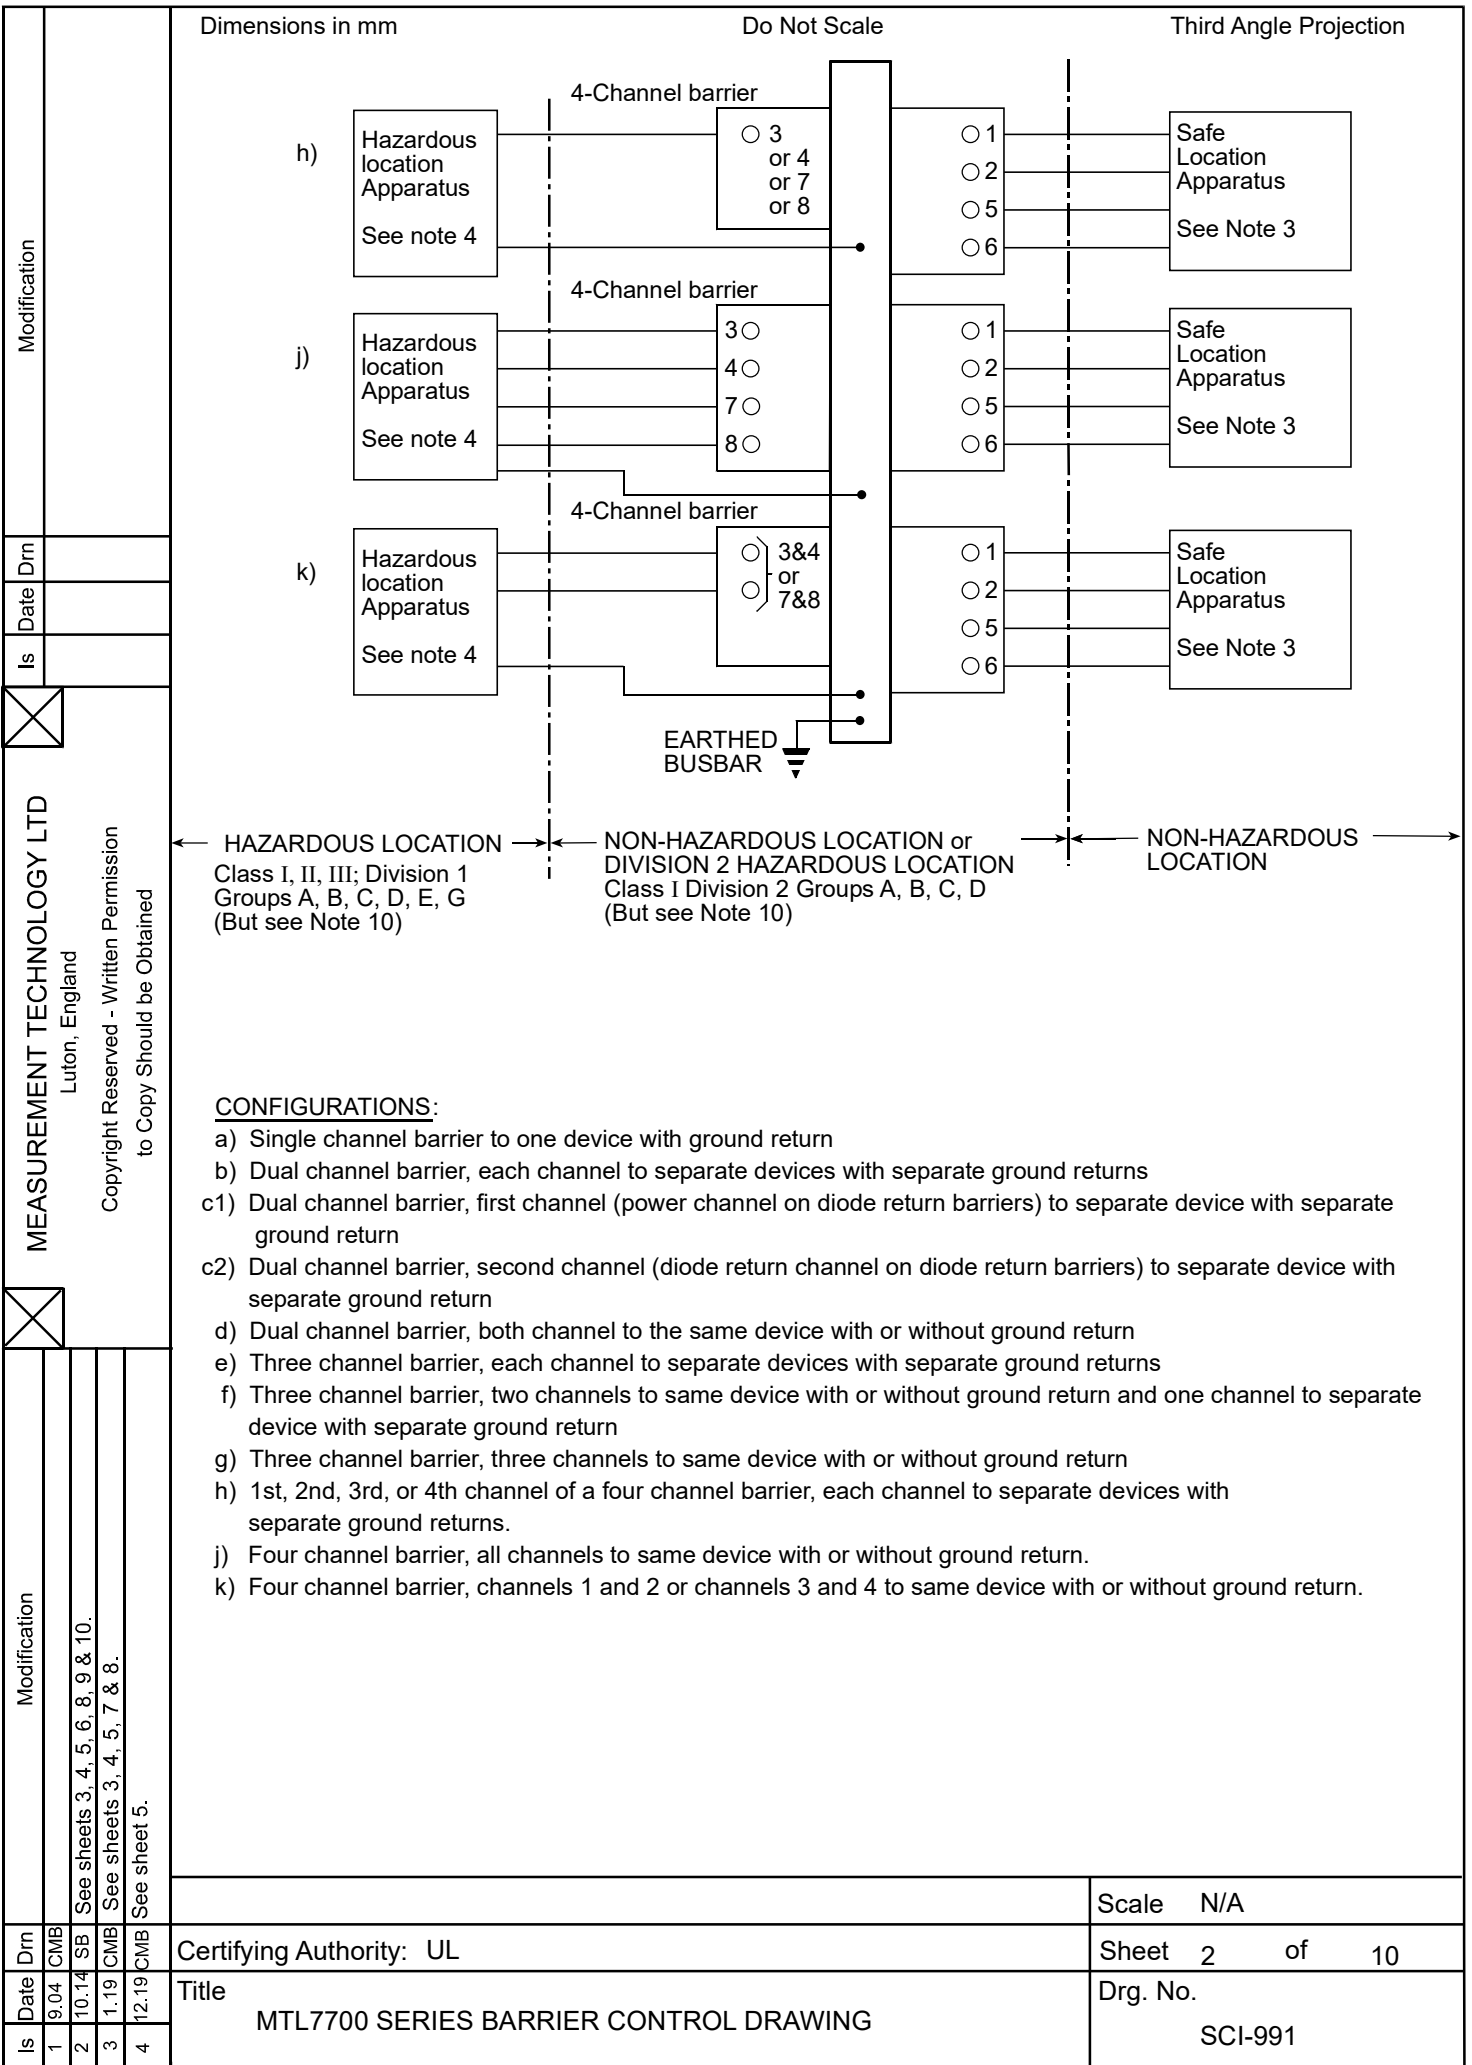 Dimensions in mm
Do Not Scale
Third Angle Projection
h)
Hazardous
location
Apparatus
See note 4
4-Channel barrier
3
or 4
or 7
or 8
1
2
5
6
Safe
Location
Apparatus
See Note 3
j)
Hazardous
location
Apparatus
See note 4
4-Channel barrier
3
4
7
8
1
2
5
6
Safe
Location
Apparatus
See Note 3
k)
Hazardous
location
Apparatus
See note 4
4-Channel barrier
3&4
or
7&8
1
2
5
6
Safe
Location
Apparatus
See Note 3
EARTHED
BUSBAR
HAZARDOUS LOCATION
Class I, II, III; Division 1
Groups A, B, C, D, E, G
(But see Note 10)
NON-HAZARDOUS LOCATION or
DIVISION 2 HAZARDOUS LOCATION
Class I Division 2 Groups A, B, C, D
(But see Note 10)
NON-HAZARDOUS
LOCATION
CONFIGURATIONS:
a) Single channel barrier to one device with ground return
b) Dual channel barrier, each channel to separate devices with separate ground returns
c1) Dual channel barrier, first channel (power channel on diode return barriers) to separate device with separate
ground return
c2) Dual channel barrier, second channel (diode return channel on diode return barriers) to separate device with
separate ground return
d) Dual channel barrier, both channel to the same device with or without ground return
e) Three channel barrier, each channel to separate devices with separate ground returns
f) Three channel barrier, two channels to same device with or without ground return and one channel to separate
device with separate ground return
g) Three channel barrier, three channels to same device with or without ground return
h) 1st, 2nd, 3rd, or 4th channel of a four channel barrier, each channel to separate devices with
separate ground returns.
j) Four channel barrier, all channels to same device with or without ground return.
k) Four channel barrier, channels 1 and 2 or channels 3 and 4 to same device with or without ground return.
Modification
Drn
Date
Is
MEASUREMENT TECHNOLOGY LTD
Luton, England
Copyright Reserved - Written Permission
to Copy Should be Obtained
Is Date Drn Modification
1 9.04 CMB
2 10.14 SB See sheets 3, 4, 5, 6, 8, 9 & 10.
3 1.19 CMB See sheets 3, 4, 5, 7 & 8.
4 12.19 CMB See sheet 5.
Scale N/A
Certifying Authority: UL
Sheet 2 of 10
Title
MTL7700 SERIES BARRIER CONTROL DRAWING
Drg. No.
SCI-991